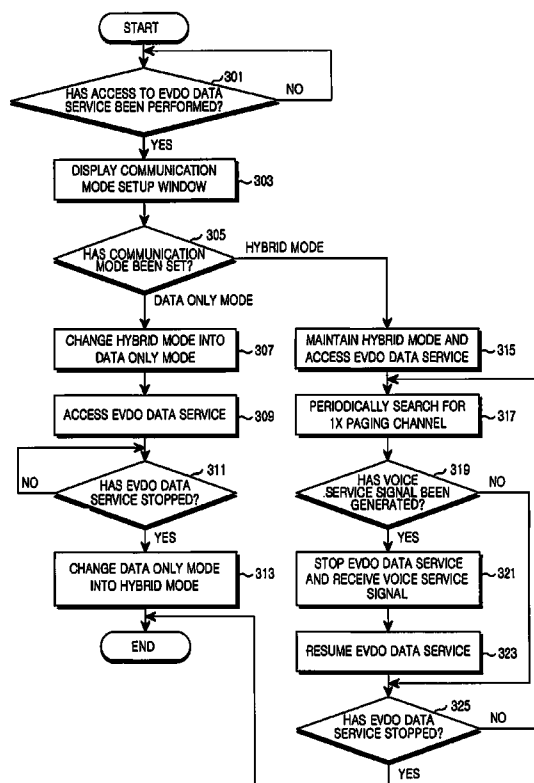 START
301
HAS ACCESS TO EVDO DATA
SERVICE BEEN PERFORMED?
NO
YES
DISPLAY COMMUNICATION
MODE SETUP WINDOW
303
305
HAS COMMUNICATION
MODE BEEN SET?
HYBRID MODE
DATA ONLY MODE
CHANGE HYBRID MODE INTO
DATA ONLY MODE
307
ACCESS EVDO DATA SERVICE
309
311
HAS EVDO DATA
SERVICE STOPPED?
NO
YES
CHANGE DATA ONLY MODE
INTO HYBRID MODE
313
END
MAINTAIN HYBRID MODE AND
ACCESS EVDO DATA SERVICE
315
PERIODICALLY SEARCH FOR
1X PAGING CHANNEL
317
319
HAS VOICE
SERVICE SIGNAL BEEN
GENERATED?
NO
YES
STOP EVDO DATA SERVICE
AND RECEIVE VOICE SERVICE
SIGNAL
321
RESUME EVDO DATA SERVICE
323
325
HAS EVDO DATA
SERVICE STOPPED?
NO
YES